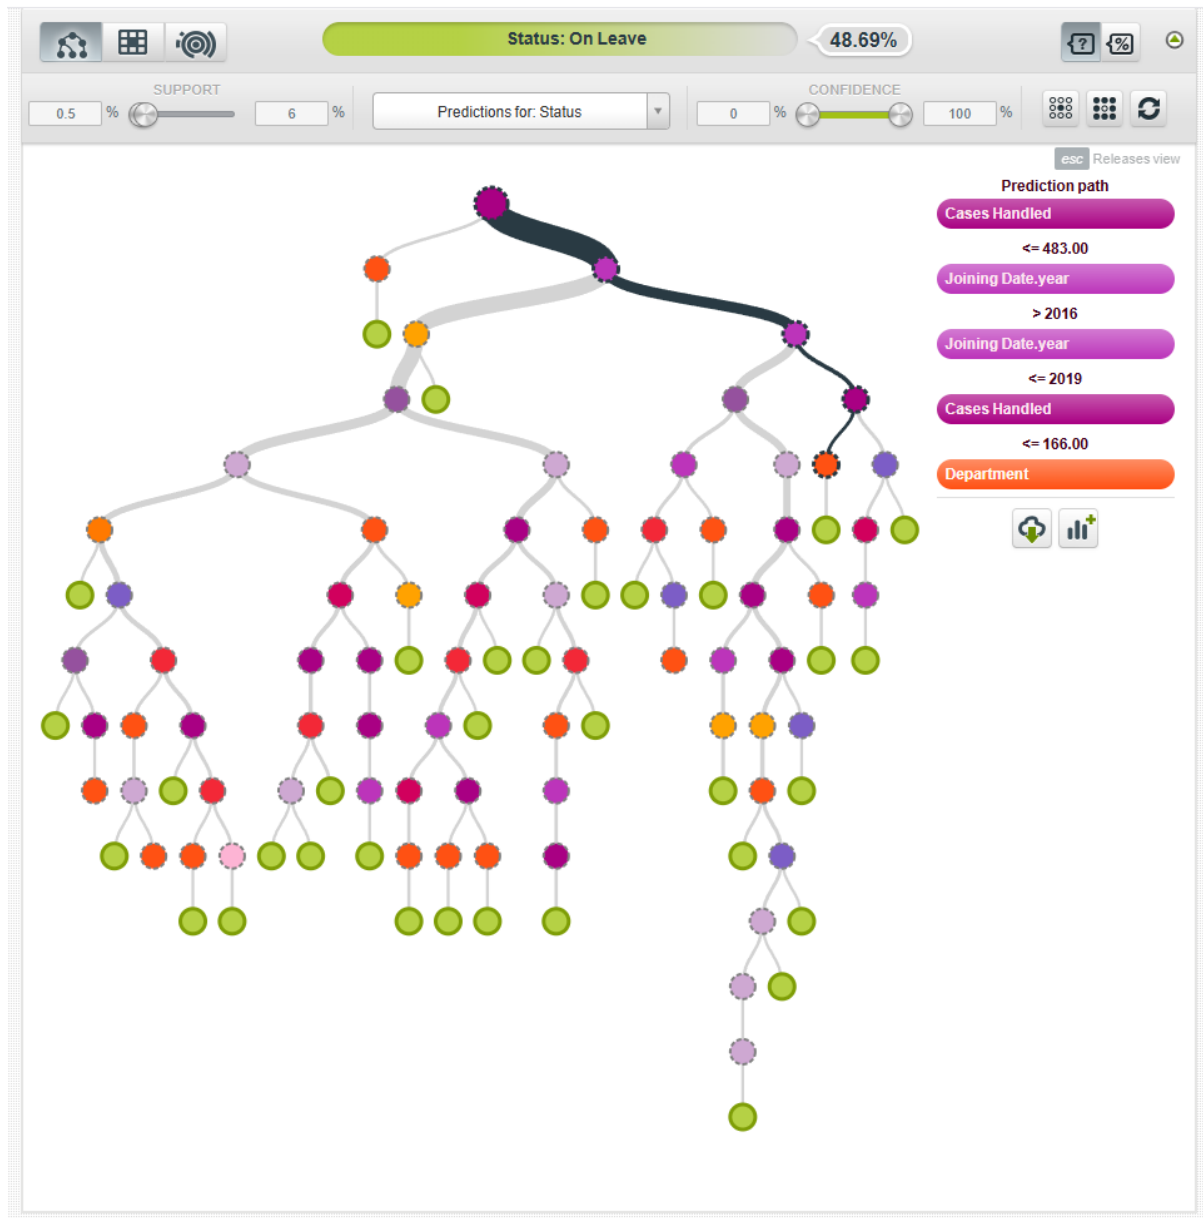 Status: On Leave
48.69%
{?}
{%}
SUPPORT
0.5 %
6 %
Predictions for: Status
CONFIDENCE
0 %
100 %
esc Releases view
Prediction path
Cases Handled
<= 483.00
Joining Date.year
> 2016
Joining Date.year
<= 2019
Cases Handled
<= 166.00
Department